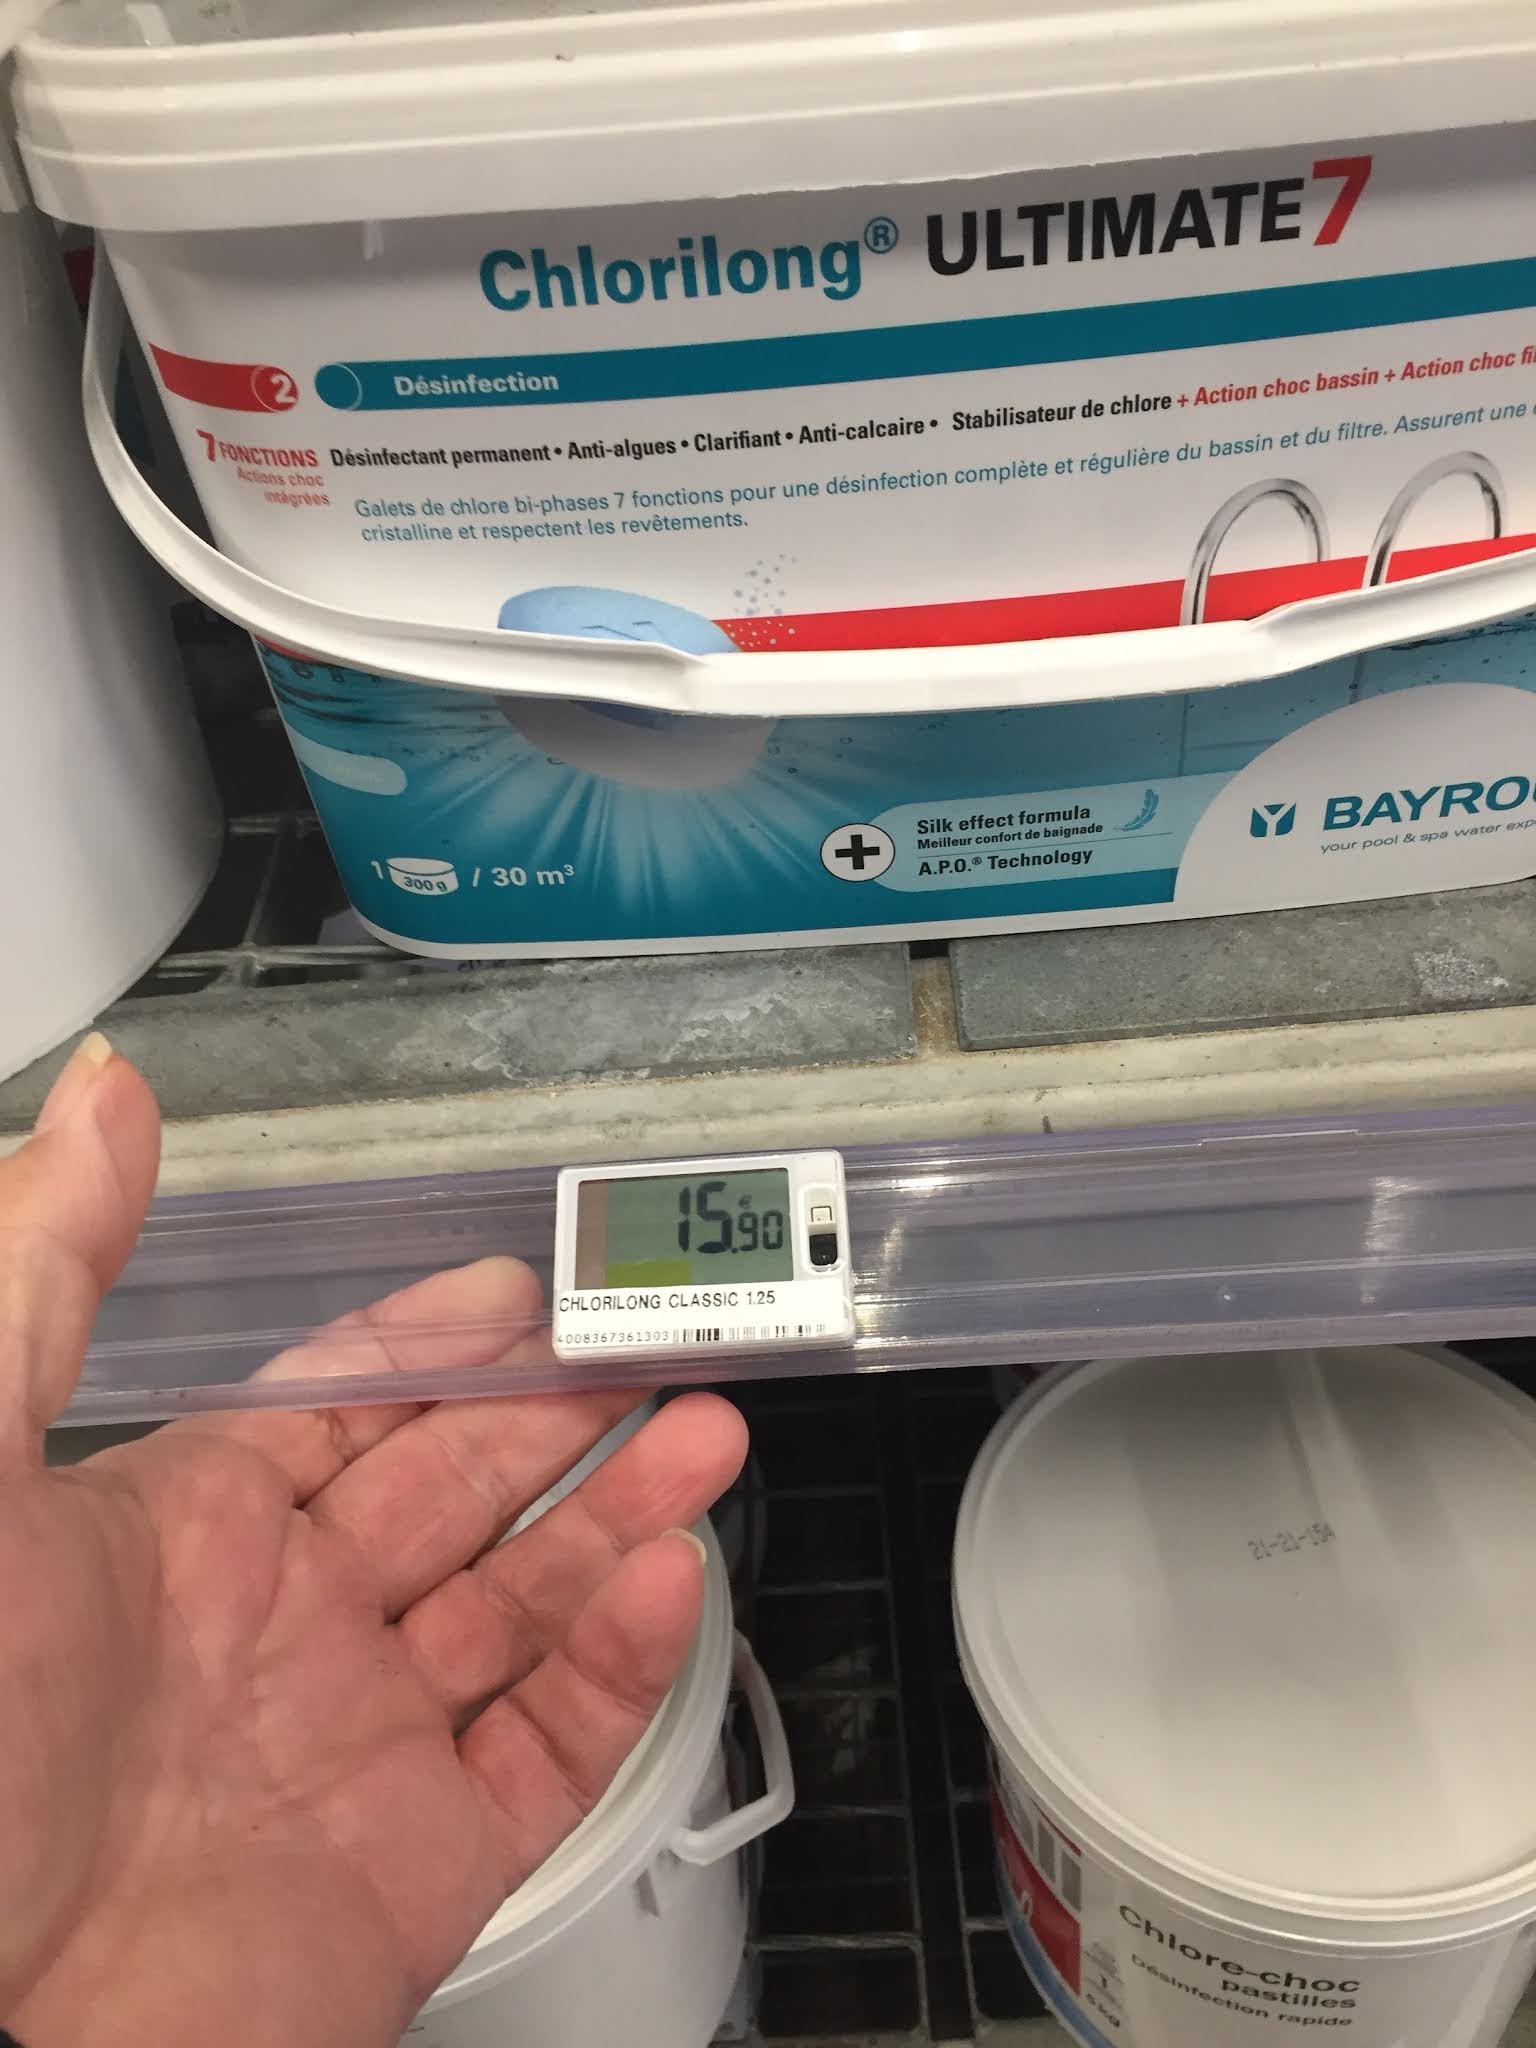 Chlorilong® ULTIMATE7
2 Désinfection
7 FONCTIONS
Actions choc
intégrées
Désinfectant permanent • Anti-algues • Clarifiant • Anti-calcaire • Stabilisateur de chlore + Action choc bassin + Action choc
Galets de chlore bi-phases 7 fonctions pour une désinfection complète et régulière du bassin et du filtre. Assurent une
cristalline et respectent les revêtements.
Silk effect formula
Meilleur confort de baignade
A.P.O.® Technology
1 300 g / 30 m³
BAYRO
your pool & spa water
15.€90
CHLORILONG CLASSIC 1.25
4008367361303
21-21-154
Chlore-choc
pastilles
Désinfection rapide
5 kg